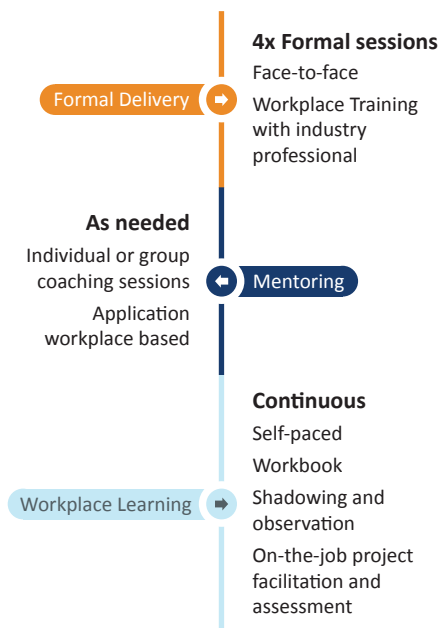 4x Formal sessions
Face-to-face
Formal Delivery
Workplace Training
with industry
professional
As needed
Individual or group
coaching sessions
Mentoring
Application
workplace based
Continuous
Self-paced
Workbook
Workplace Learning
Shadowing and
observation
On-the-job project
facilitation and
assessment